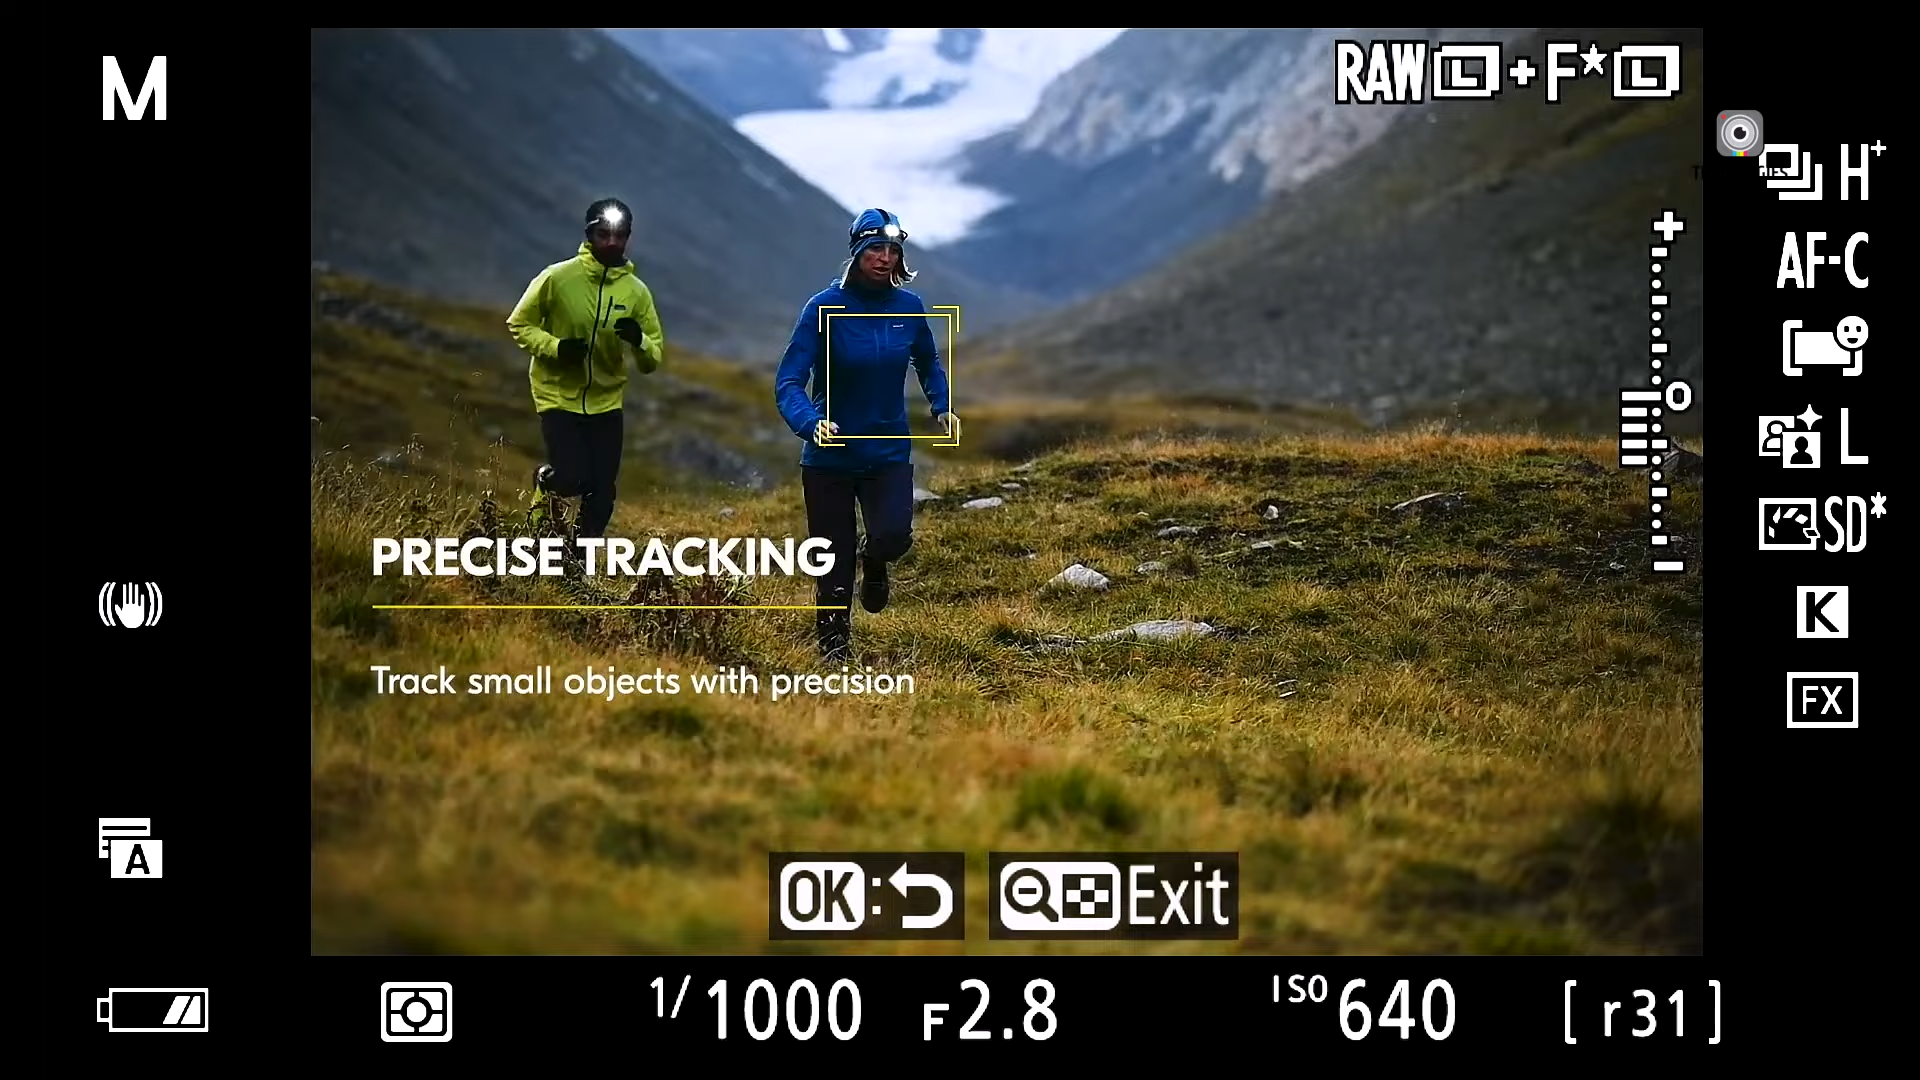 M
RAW L + F★ L
H+
AF-C
L
SD*
K
FX
PRECISE TRACKING
Track small objects with precision
A
OK : Exit
1/1000 F2.8 ISO 640 [ r31 ]